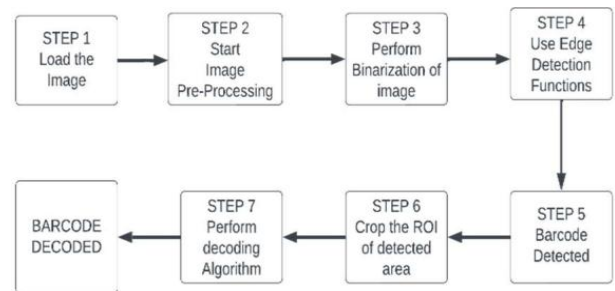 STEP 1
Load the
Image
STEP 2
Start
Image
Pre-Processing
STEP 3
Perform
Binarization of
image
STEP 4
Use Edge
Detection
Functions
STEP 5
Barcode
Detected
STEP 6
Crop the ROI
of detected
area
STEP 7
Perform
decoding
Algorithm
BARCODE
DECODED